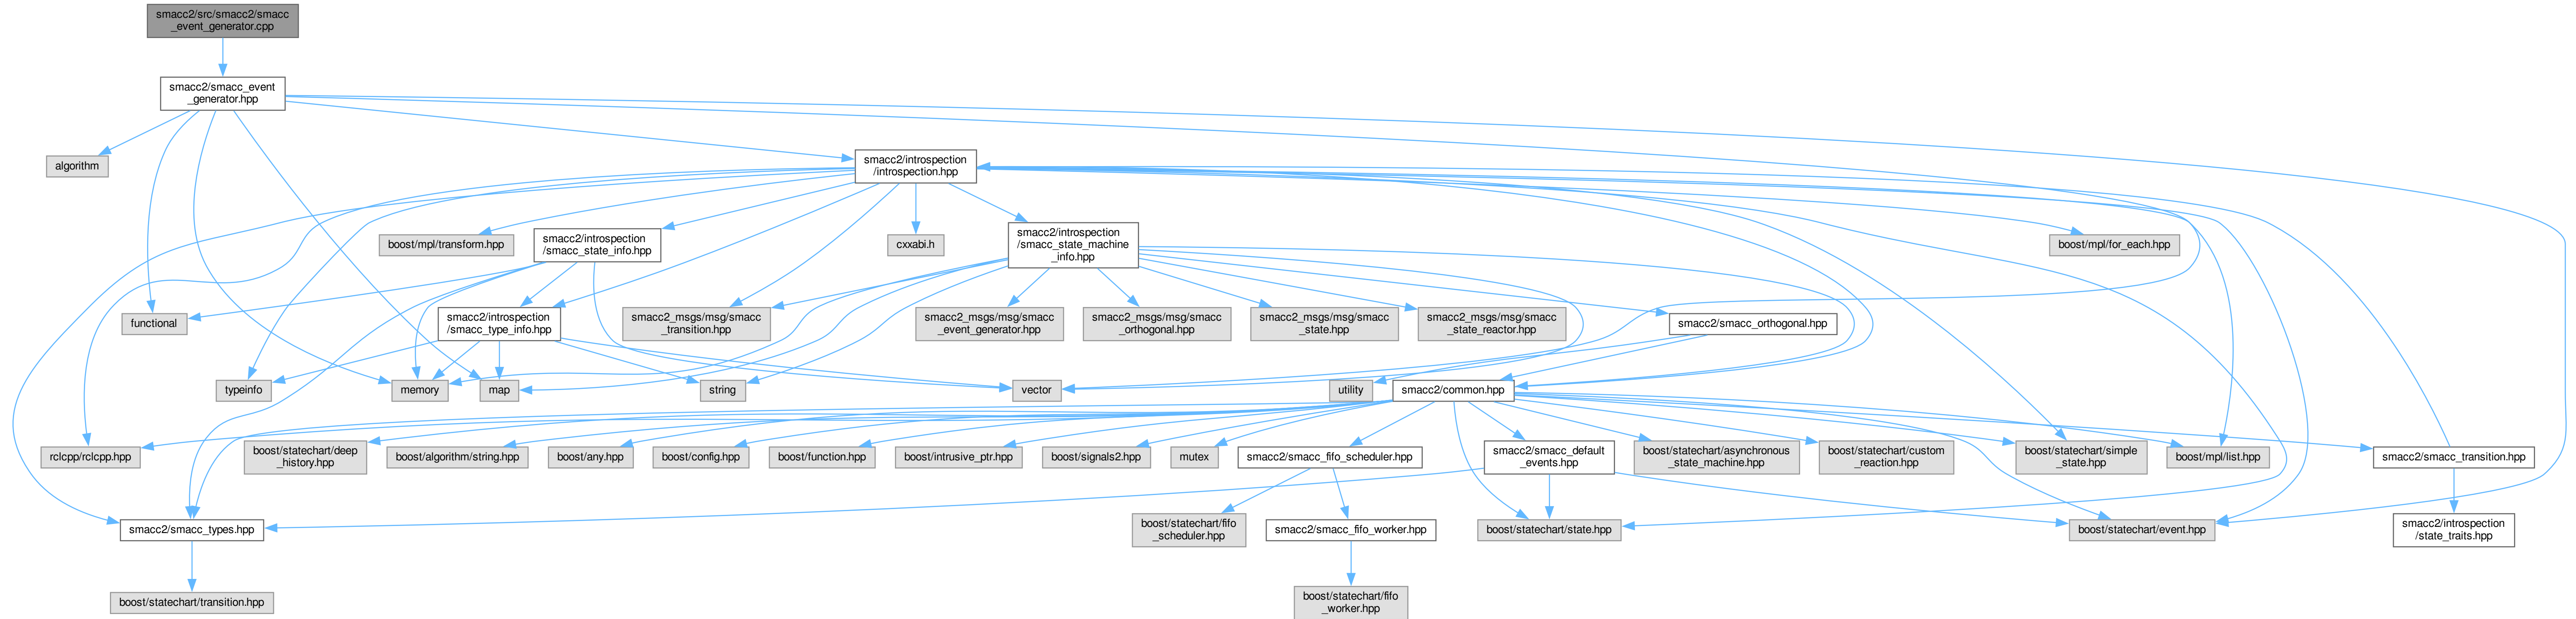 smacc2/src/smacc2/smacc
_event_generator.cpp
smacc2/smacc_event
_generator.hpp
algorithm
smacc2/introspection
/introspection.hpp
boost/mpl/transform.hpp
smacc2/introspection
/smacc_state_info.hpp
cxxabi.h
smacc2/introspection
/smacc_state_machine
_info.hpp
boost/mpl/for_each.hpp
functional
smacc2/introspection
/smacc_type_info.hpp
smacc2_msgs/msg/smacc
_transition.hpp
smacc2_msgs/msg/smacc
_event_generator.hpp
smacc2_msgs/msg/smacc
_orthogonal.hpp
smacc2_msgs/msg/smacc
_state.hpp
smacc2_msgs/msg/smacc
_state_reactor.hpp
smacc2/smacc_orthogonal.hpp
typeinfo
memory
map
string
vector
utility
smacc2/common.hpp
rclcpp/rclcpp.hpp
boost/statechart/deep
_history.hpp
boost/algorithm/string.hpp
boost/any.hpp
boost/config.hpp
boost/function.hpp
boost/intrusive_ptr.hpp
boost/signals2.hpp
mutex
smacc2/smacc_fifo_scheduler.hpp
smacc2/smacc_default
_events.hpp
boost/statechart/asynchronous
_state_machine.hpp
boost/statechart/custom
_reaction.hpp
boost/statechart/simple
_state.hpp
boost/mpl/list.hpp
smacc2/smacc_transition.hpp
smacc2/smacc_types.hpp
boost/statechart/fifo
_scheduler.hpp
smacc2/smacc_fifo_worker.hpp
boost/statechart/state.hpp
boost/statechart/event.hpp
smacc2/introspection
/state_traits.hpp
boost/statechart/transition.hpp
boost/statechart/fifo
_worker.hpp